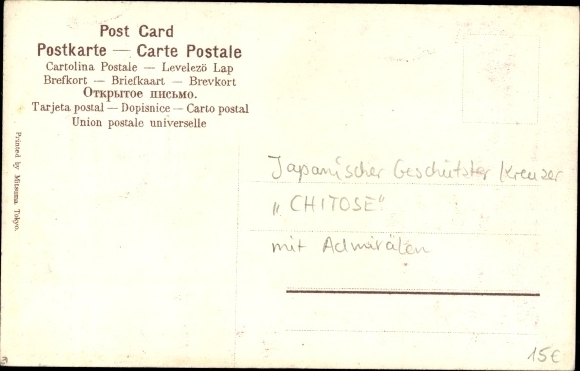 Post Card
Postkarte — Carte Postale
Cartolina Postale — Levelezö Lap
Brefkort — Briefkaart — Brevkort
Открытое письмо.
Tarjeta postal — Dopisnice — Carto postal
Union postale universelle
Printed by Mitsuma Tokyo.
Japanischer Geschützter Kreuzer
„CHITOSE"
mit Admirälen
15€